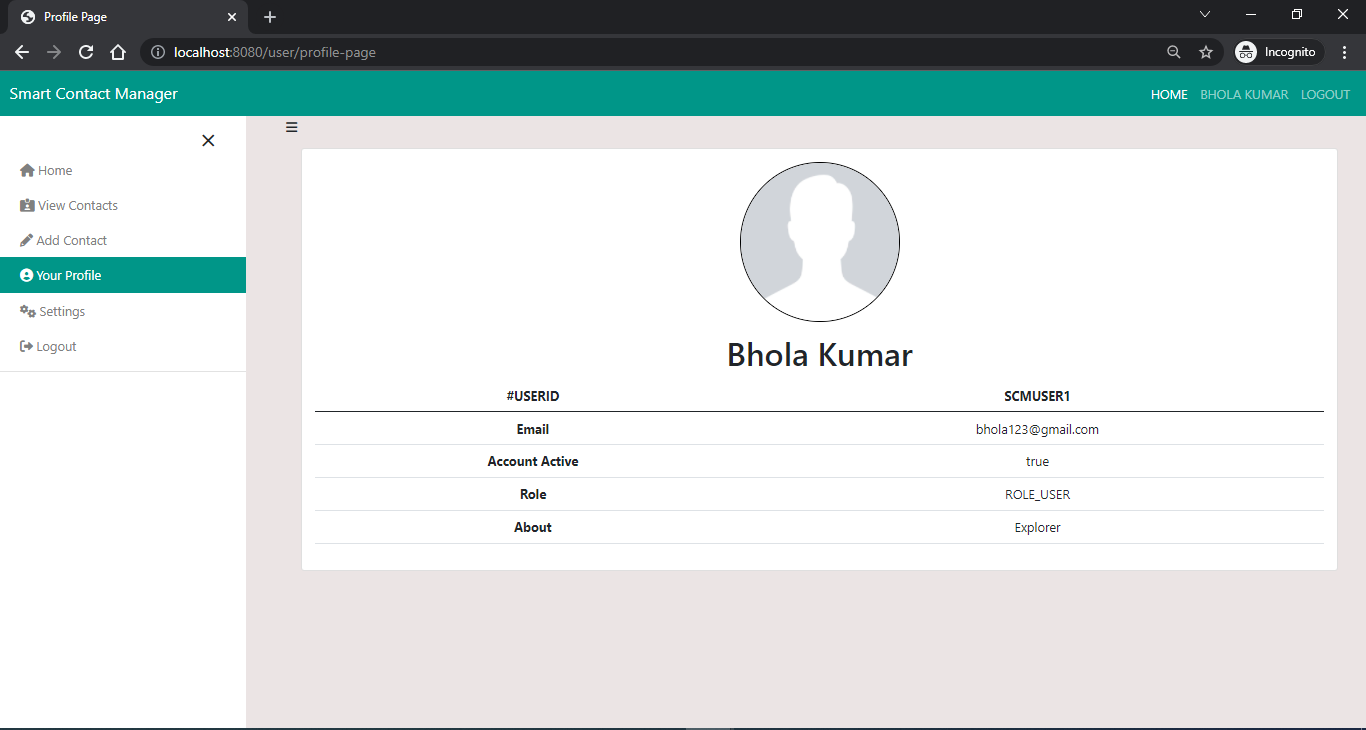 Profile Page
localhost:8080/user/profile-page
Incognito
Smart Contact Manager
HOME BHOLA KUMAR LOGOUT
Home
View Contacts
Add Contact
Your Profile
Settings
Logout
Bhola Kumar
#USERID SCMUSER1
Email bhola123@gmail.com
Account Active true
Role ROLE_USER
About Explorer